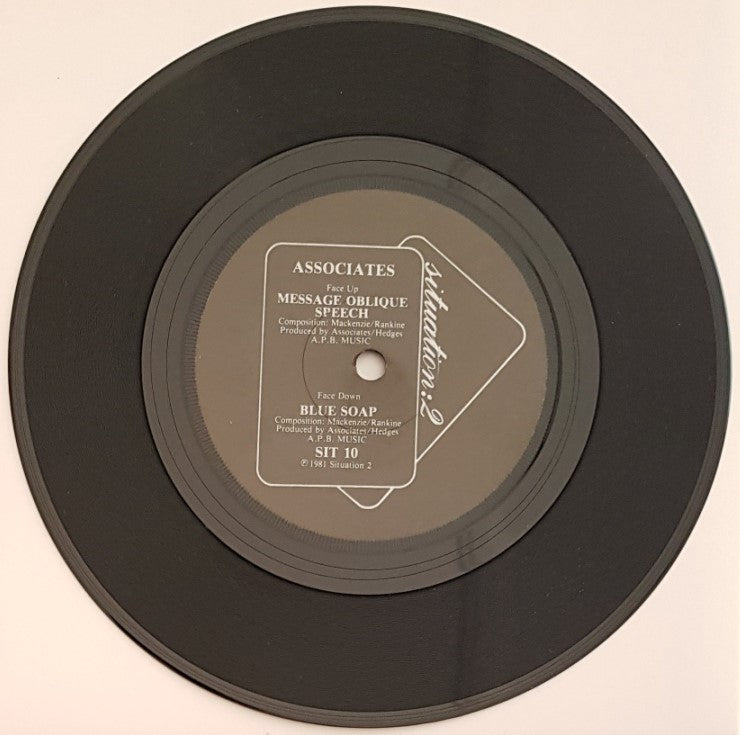 ASSOCIATES
Face Up
MESSAGE OBLIQUE
SPEECH
Composition: Mackenzie/Rankine
Produced by Associates/Hedges
A.P.B. MUSIC
Face Down
BLUE SOAP
Composition: Mackenzie/Rankine
Produced by Associates/Hedges
A.P.B. MUSIC
SIT 10
℗ 1981 Situation 2
situation:2